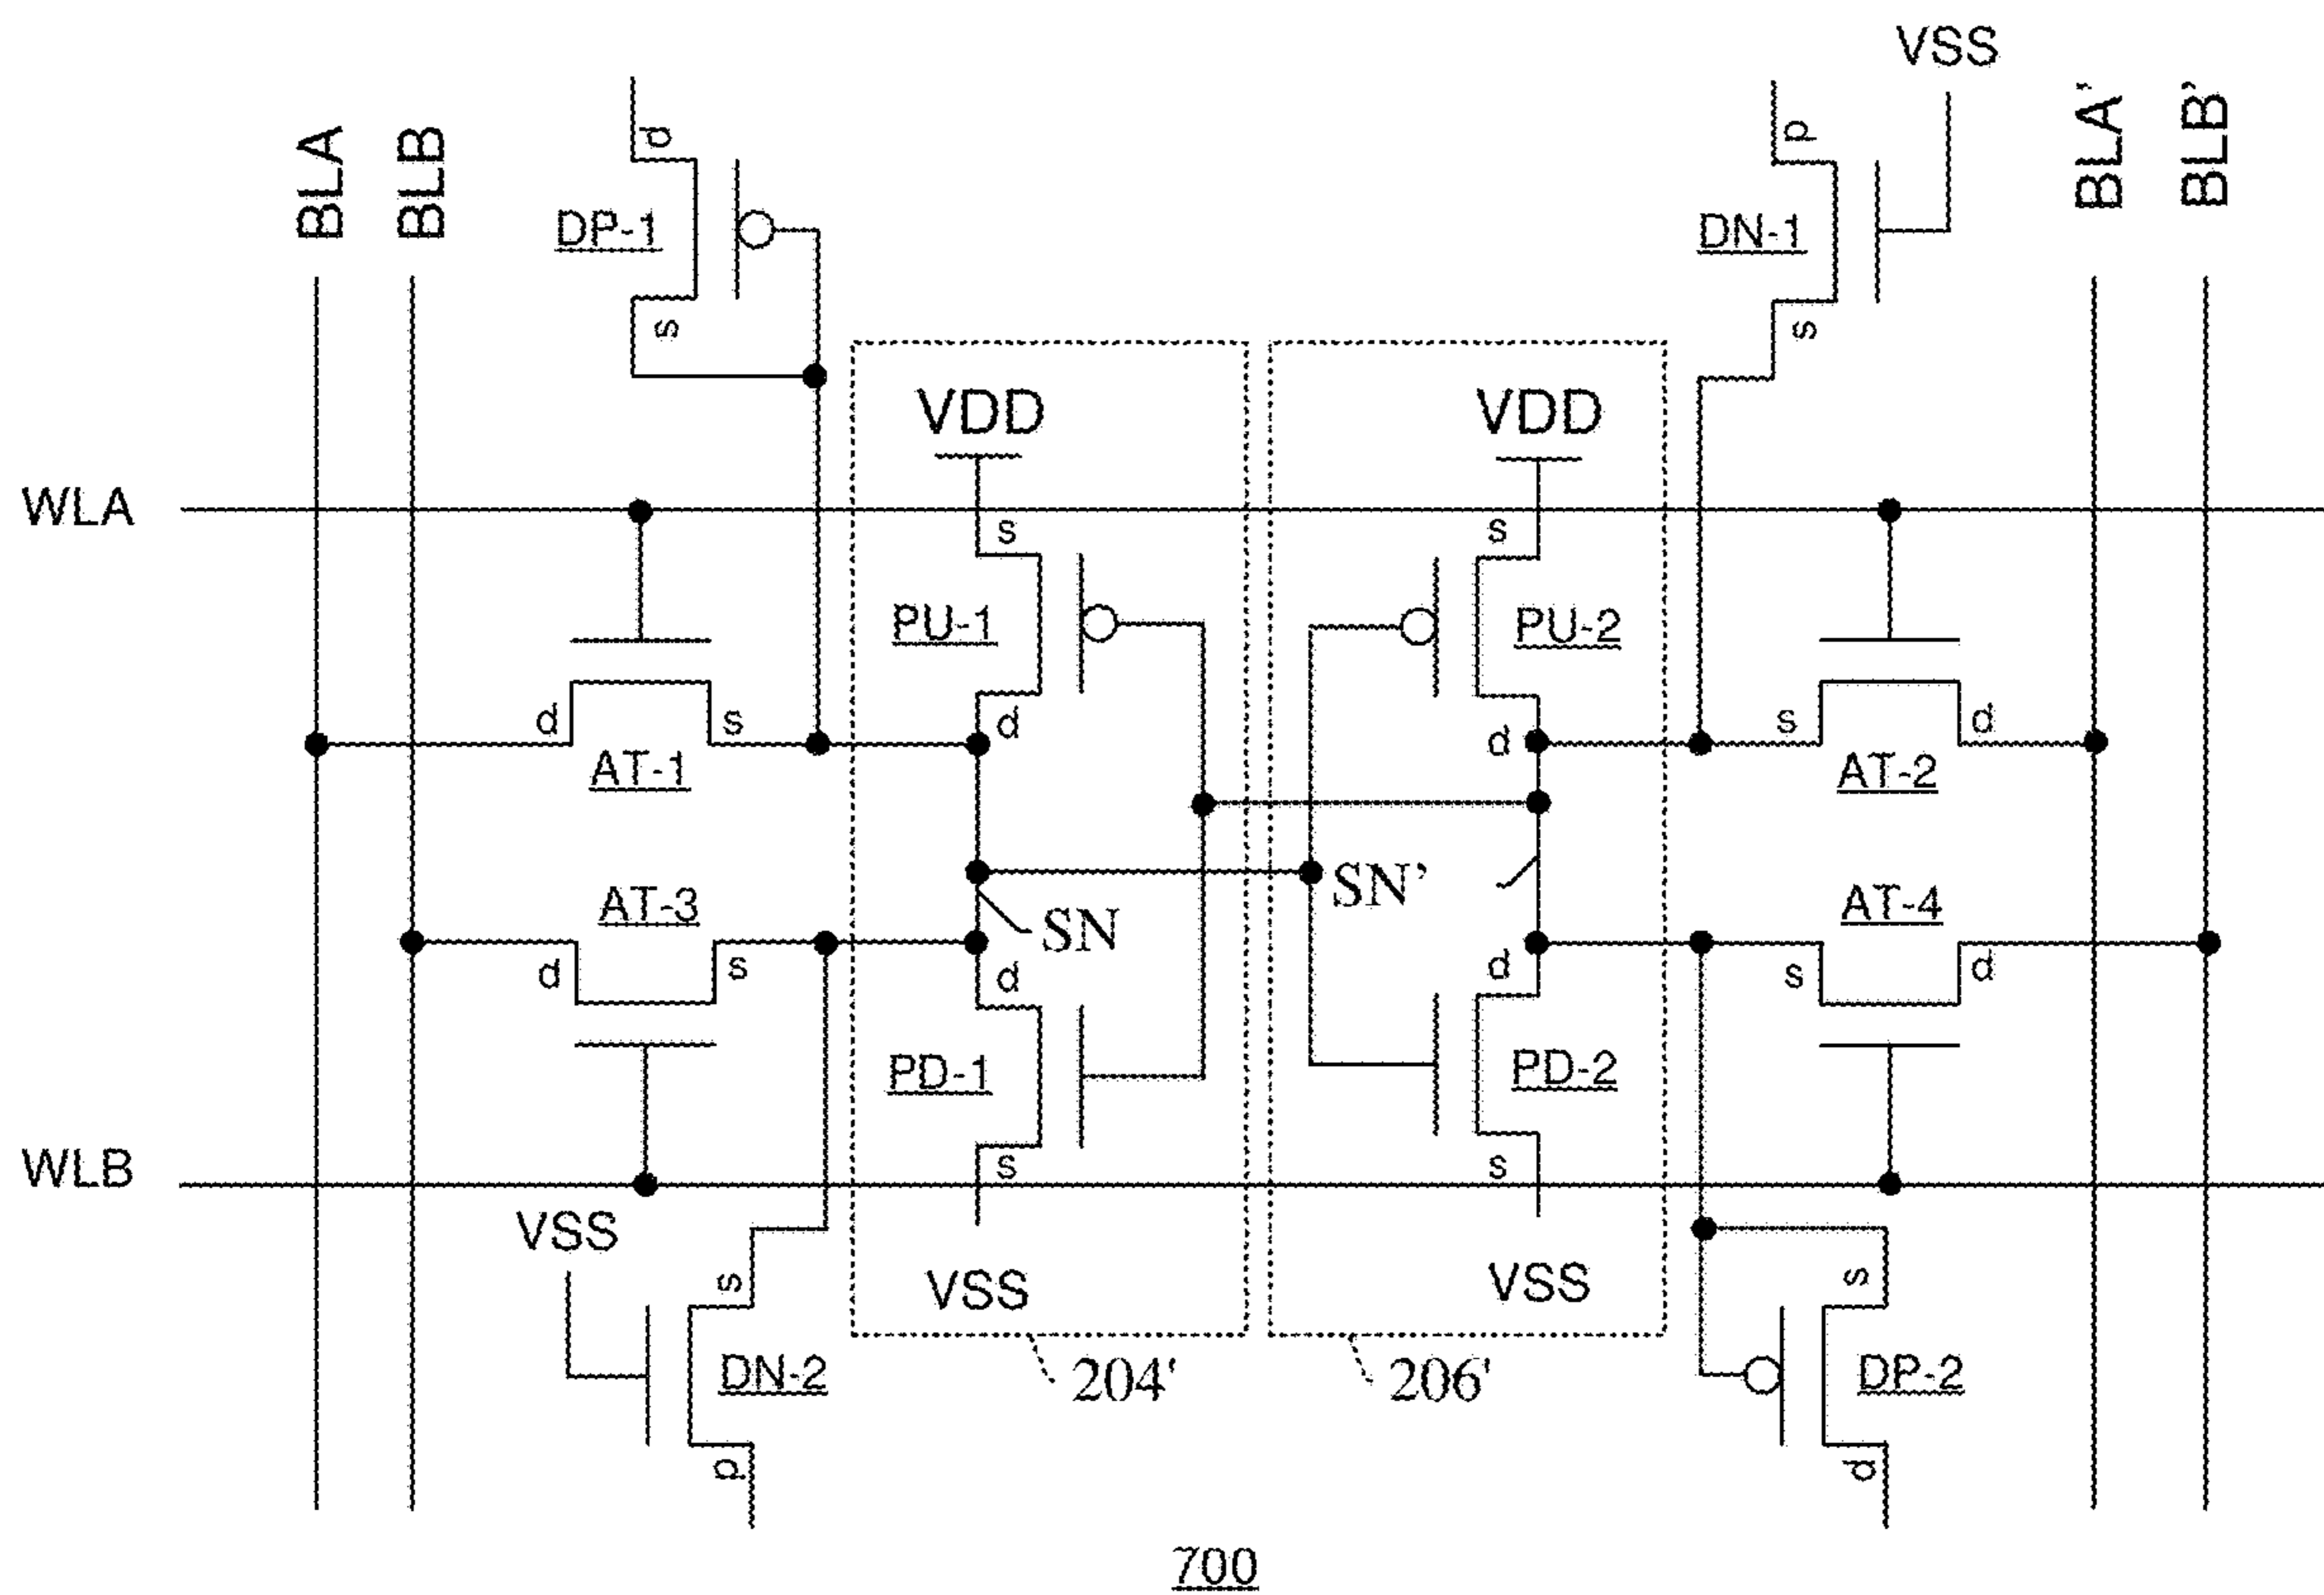 VSS
BLA
BLB
BLA'
BLB'
d
DP-1
s
d
DN-1
s
VDD
VDD
WLA
s
s
PU-1
PU-2
d
s
d
d
s
d
AT-1
AT-2
SN'
AT-3
SN
AT-4
d
s
d
d
s
d
PD-1
PD-2
WLB
s
s
VSS
VSS
VSS
s
s
DN-2
204'
206'
DP-2
d
d
700